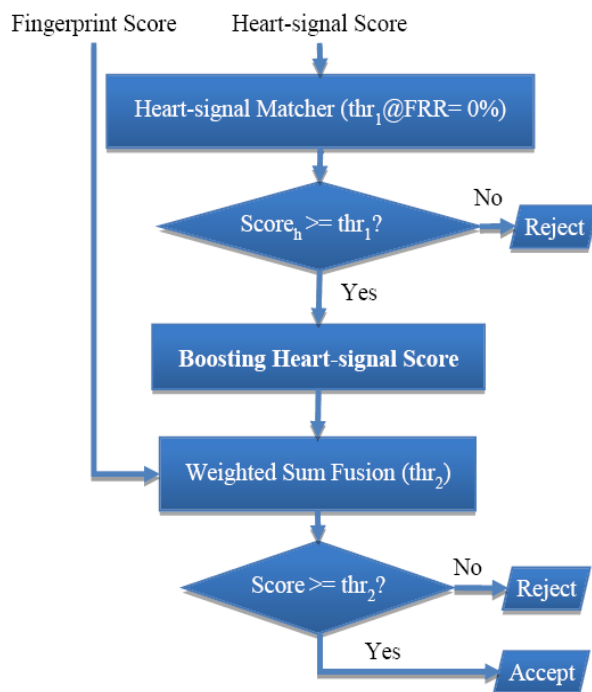 Fingerprint Score
Heart-signal Score
Heart-signal Matcher (thr₁@FRR= 0%)
Scoreₕ >= thr₁?
No
Reject
Yes
Boosting Heart-signal Score
Weighted Sum Fusion (thr₂)
Score >= thr₂?
No
Reject
Yes
Accept